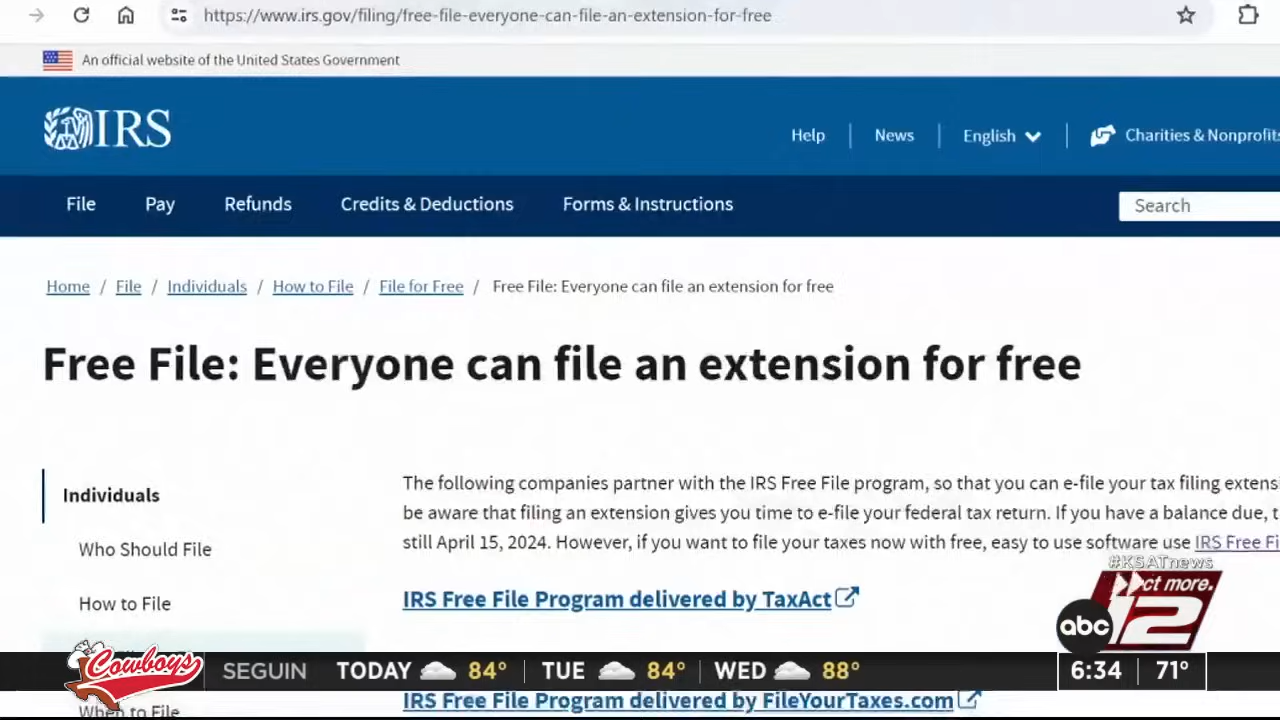 https://www.irs.gov/filing/free-file-everyone-can-file-an-extension-for-free
An official website of the United States Government
IRS
Help
News
English
Charities & Nonprofits
File
Pay
Refunds
Credits & Deductions
Forms & Instructions
Search
Home / File / Individuals / How to File / File for Free / Free File: Everyone can file an extension for free
Free File: Everyone can file an extension for free
Individuals
Who Should File
How to File
When to File
The following companies partner with the IRS Free File program, so that you can e-file your tax filing extens
be aware that filing an extension gives you time to e-file your federal tax return. If you have a balance due, t
still April 15, 2024. However, if you want to file your taxes now with free, easy to use software use IRS Free Fi
IRS Free File Program delivered by TaxAct
IRS Free File Program delivered by FileYourTaxes.com
#KSATnews
ct more.
abc 12
Cowboys
SEGUIN TODAY 84° TUE 84° WED 88°
6:34 71°